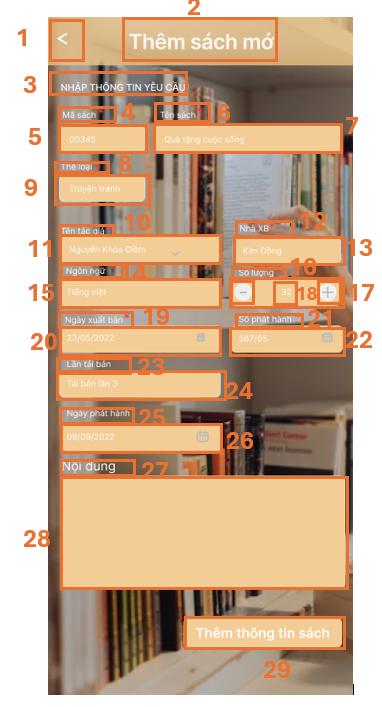 2
1 < Thêm sách mớ
3 NHẬP THÔNG TIN YÊU CẦU
Mã sách 4 Tên sách 6
5 00345 Quà tặng cuộc sống 7
Thể loại 8
9 Truyện tranh
Tên tác giả 10 Nhà XB 12
11 Nguyễn Khoa Điềm Kim Đồng 13
Ngôn ngữ 14 Số lượng 16
15 Tiếng việt - 32 18 + 17
Ngày xuất bản 19 Số phát hành 21
20 23/05/2022 567/65 22
Lần tái bản 23
Tái bản lần 3 24
Ngày phát hành 25
09/09/2022 26
Nội dung 27
28
Thêm thông tin sách
29